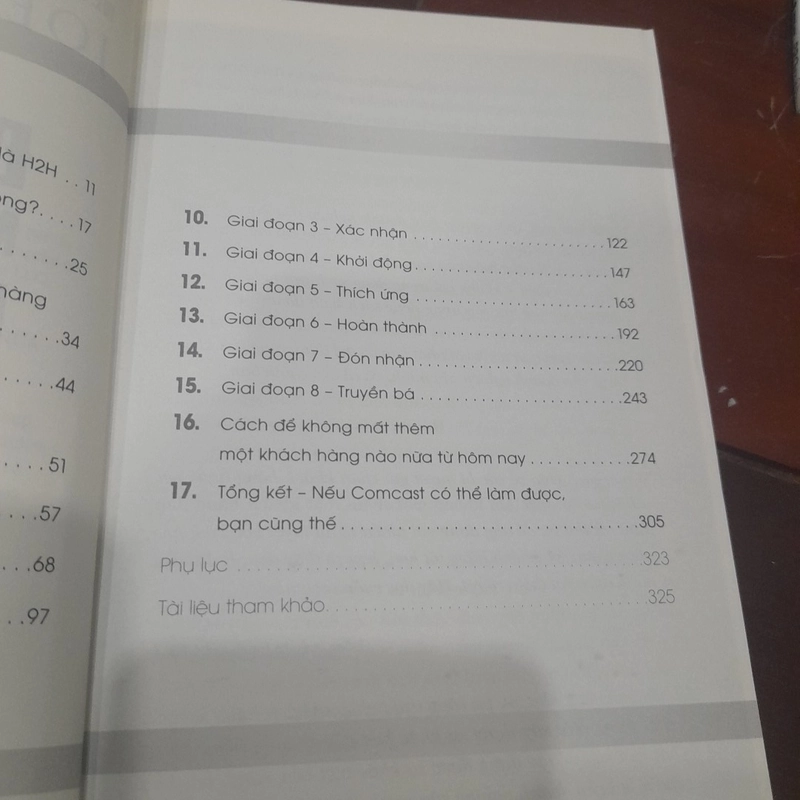 là H2H . . 11
ông?. . . . 17
. . . . . . . 25
hàng
. . . . . . 34
. . . . . . 44
. . . . 51
. . . 57
. . . 68
. . 97
10. Giai đoạn 3 – Xác nhận . . . . . . . . . . . . . . . . . . . . . . . . 122
11. Giai đoạn 4 – Khởi động. . . . . . . . . . . . . . . . . . . . . . . . 147
12. Giai đoạn 5 – Thích ứng . . . . . . . . . . . . . . . . . . . . . . . . 163
13. Giai đoạn 6 – Hoàn thành . . . . . . . . . . . . . . . . . . . . . . 192
14. Giai đoạn 7 – Đón nhận . . . . . . . . . . . . . . . . . . . . . . . . 220
15. Giai đoạn 8 – Truyền bá . . . . . . . . . . . . . . . . . . . . . . . . 243
16. Cách để không mất thêm
một khách hàng nào nữa từ hôm nay . . . . . . . . . . . . 274
17. Tổng kết – Nếu Comcast có thể làm được,
bạn cũng thế . . . . . . . . . . . . . . . . . . . . . . . . . . . . . . . . 305
Phụ lục . . . . . . . . . . . . . . . . . . . . . . . . . . . . . . . . . . . . . . . . . 323
Tài liệu tham khảo. . . . . . . . . . . . . . . . . . . . . . . . . . . . . . . . 325